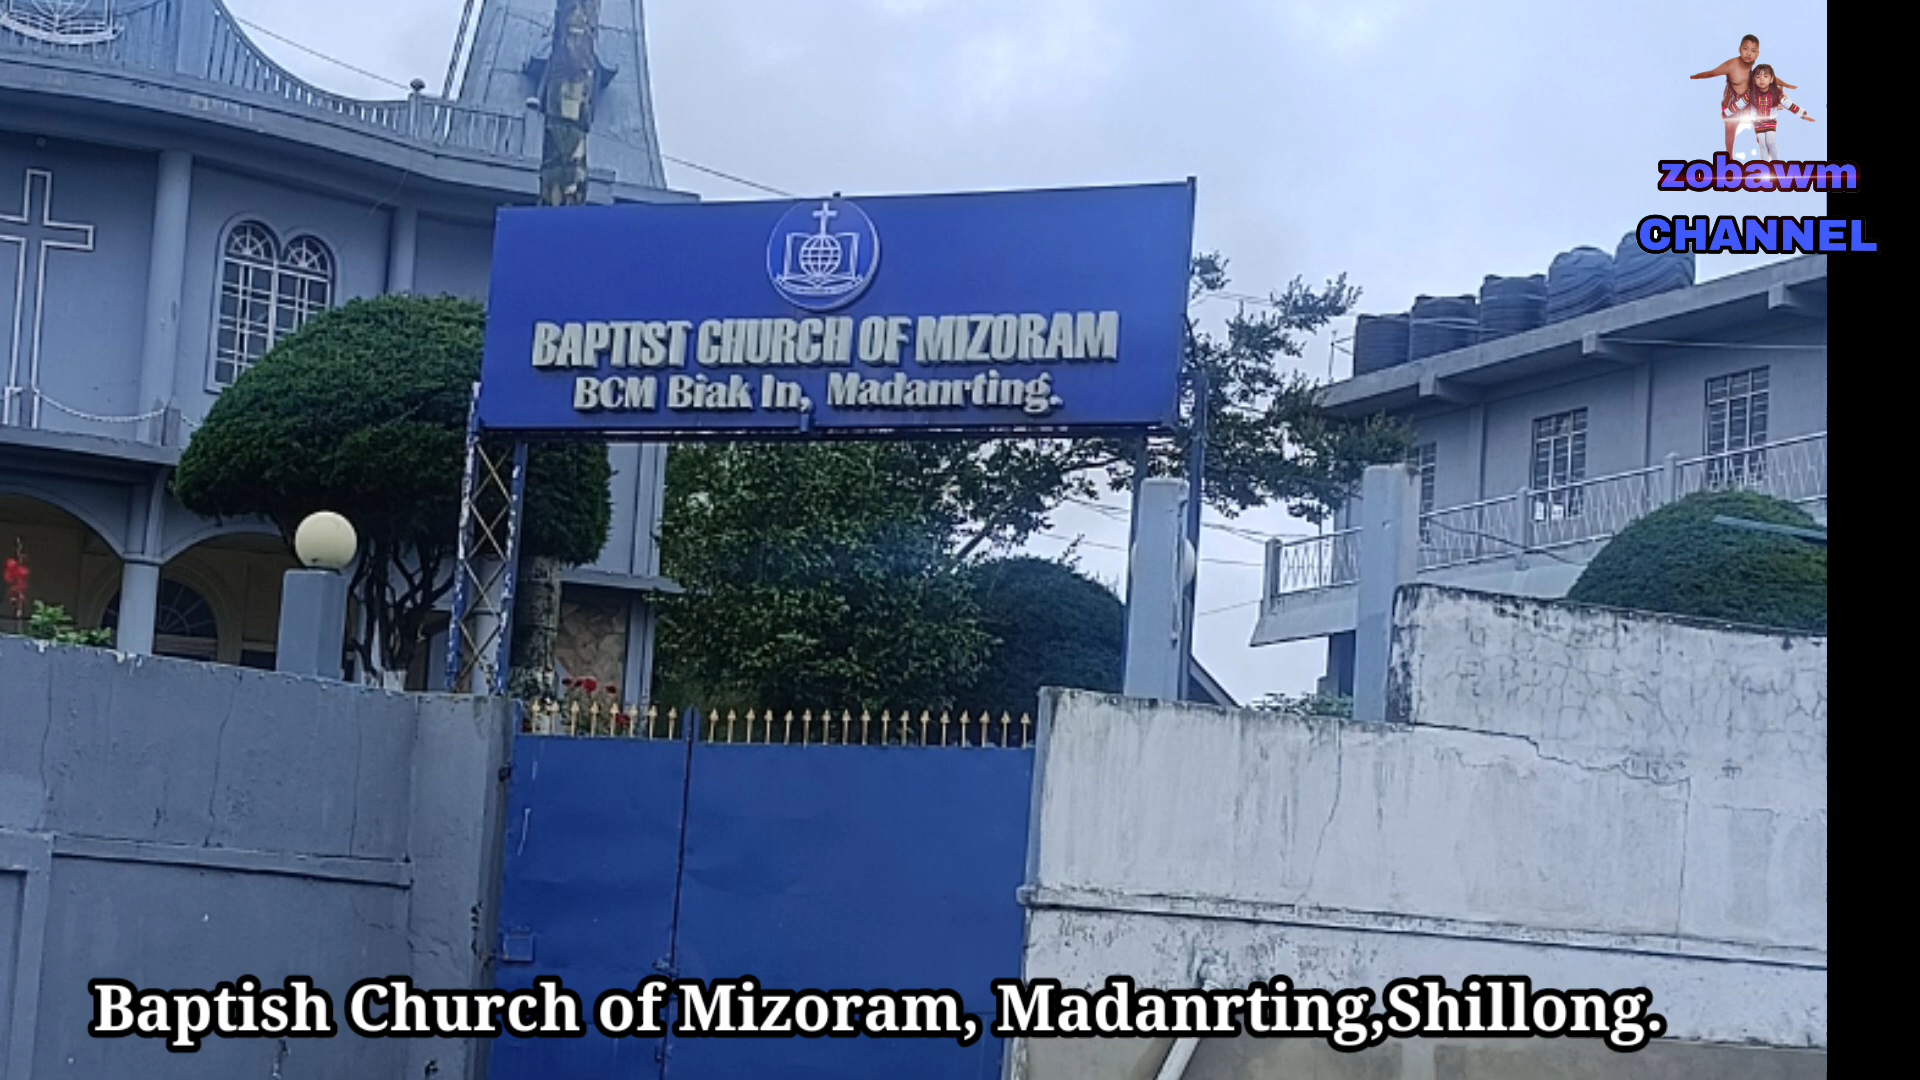 zobawm
CHANNEL
BAPTIST CHURCH OF MIZORAM
BCM Biak In, Madanrting.
Baptish Church of Mizoram, Madanrting,Shillong.